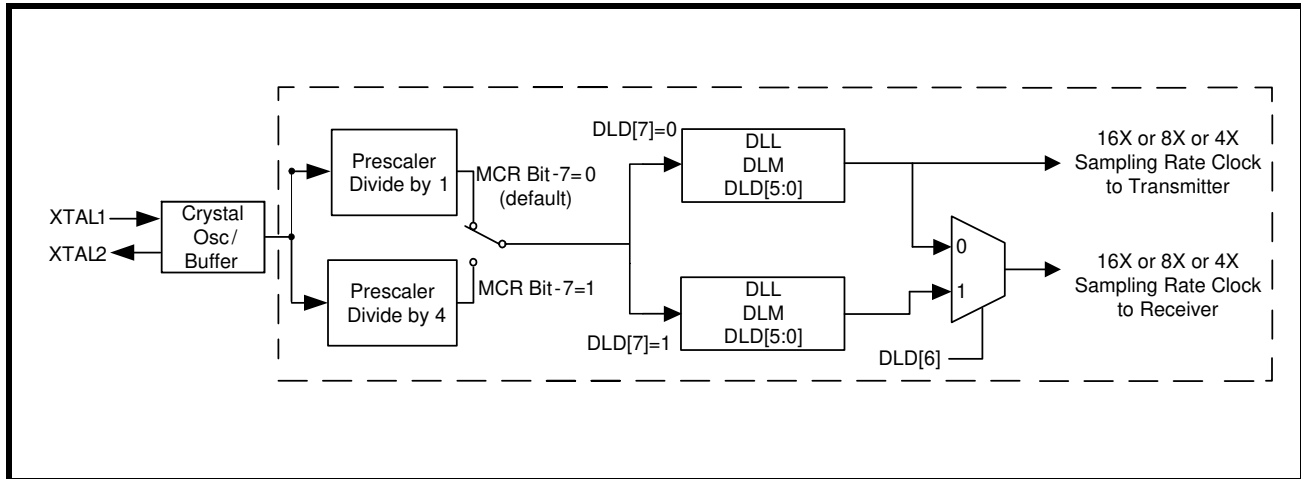 XTAL1
XTAL2
Crystal
Osc/
Buffer
Prescaler
Divide by 1
Prescaler
Divide by 4
MCR Bit-7=0
(default)
MCR Bit-7=1
DLD[7]=0
DLL
DLM
DLD[5:0]
DLD[7]=1
DLL
DLM
DLD[5:0]
0
1
DLD[6]
16X or 8X or 4X
Sampling Rate Clock
to Transmitter
16X or 8X or 4X
Sampling Rate Clock
to Receiver